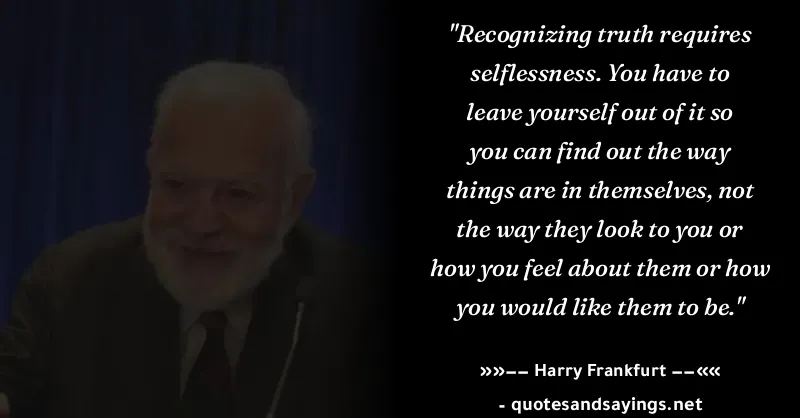 "Recognizing truth requires
selflessness. You have to
leave yourself out of it so
you can find out the way
things are in themselves, not
the way they look to you or
how you feel about them or how
you would like them to be."
»»−− Harry Frankfurt −−««
- quotesandsayings.net